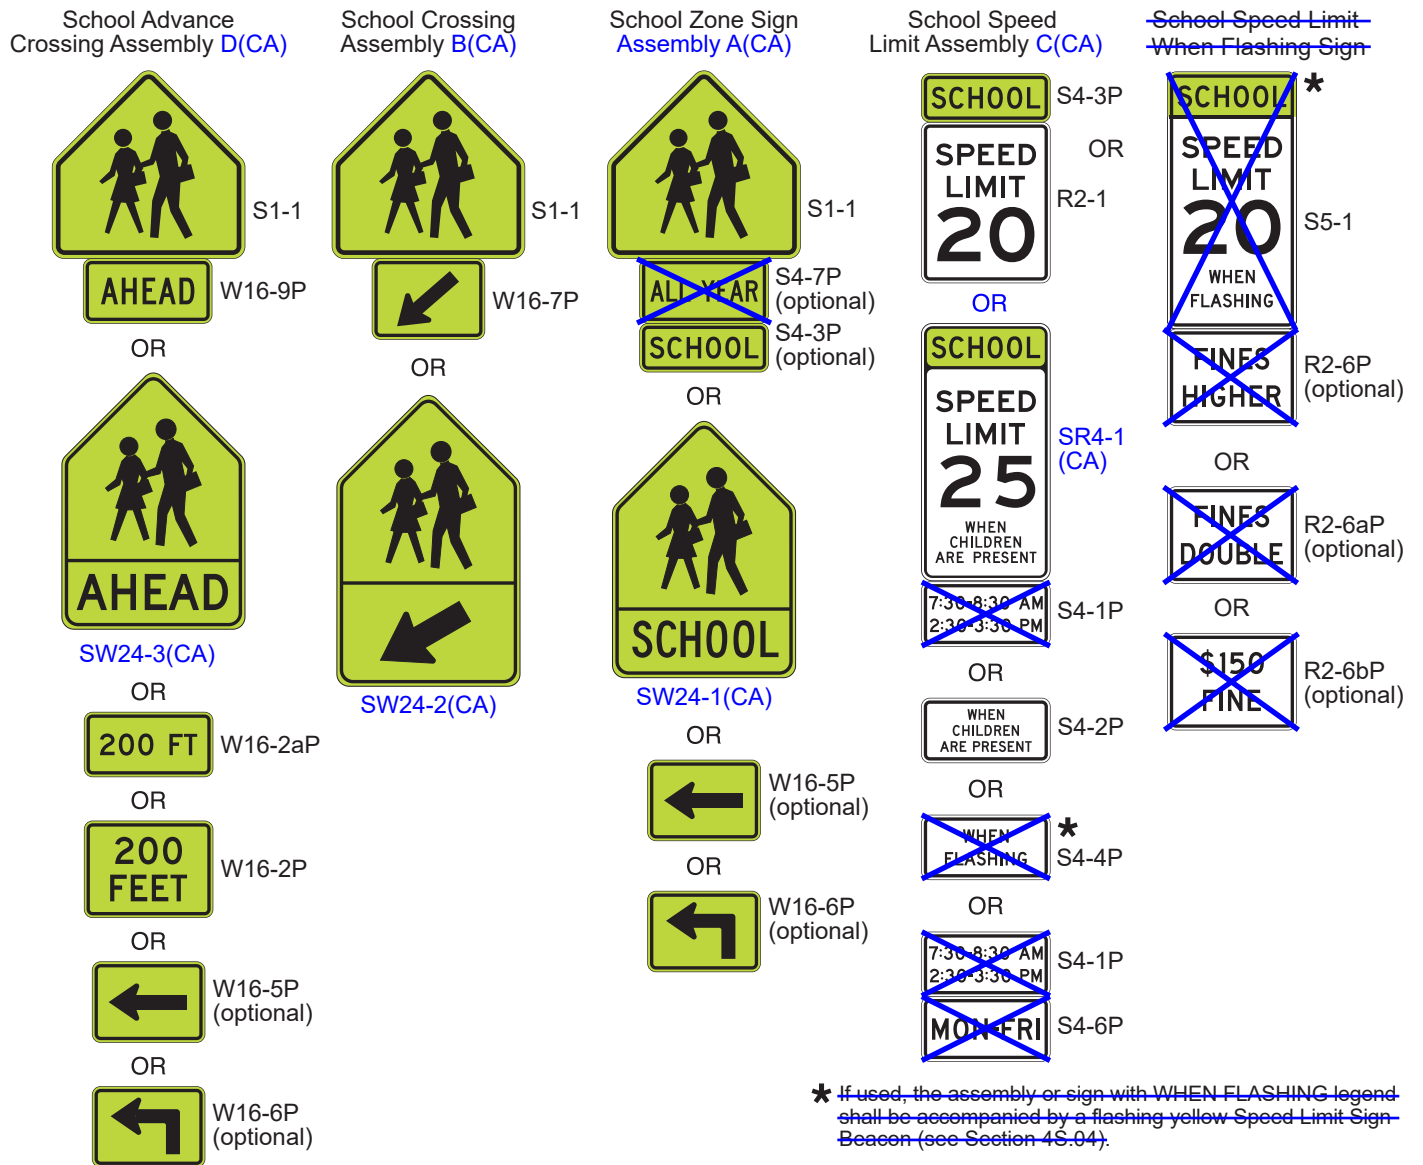 School Advance
Crossing Assembly D(CA)
S1-1
AHEAD
W16-9P
OR
AHEAD
SW24-3(CA)
OR
200 FT
W16-2aP
OR
200
FEET
W16-2P
OR
W16-5P
(optional)
OR
W16-6P
(optional)
School Crossing
Assembly B(CA)
S1-1
W16-7P
OR
SW24-2(CA)
School Zone Sign
Assembly A(CA)
S1-1
ALL YEAR
S4-7P
(optional)
SCHOOL
S4-3P
(optional)
OR
SCHOOL
SW24-1(CA)
OR
W16-5P
(optional)
OR
W16-6P
(optional)
School Speed
Limit Assembly C(CA)
SCHOOL
S4-3P
OR
SPEED
LIMIT
20
R2-1
OR
SCHOOL
SPEED
LIMIT
25
WHEN
CHILDREN
ARE PRESENT
SR4-1
(CA)
7:30-8:30 AM
2:30-3:30 PM
S4-1P
OR
WHEN
CHILDREN
ARE PRESENT
S4-2P
OR
WHEN
FLASHING
*
S4-4P
OR
7:30-8:30 AM
2:30-3:30 PM
S4-1P
MON-FRI
S4-6P
School Speed Limit
When Flashing Sign
SCHOOL
*
SPEED
LIMIT
20
WHEN
FLASHING
S5-1
FINES
HIGHER
R2-6P
(optional)
OR
FINES
DOUBLE
R2-6aP
(optional)
OR
$150
FINE
R2-6bP
(optional)
* If used, the assembly or sign with WHEN FLASHING legend
shall be accompanied by a flashing yellow Speed Limit Sign
Beacon (see Section 4S.04).